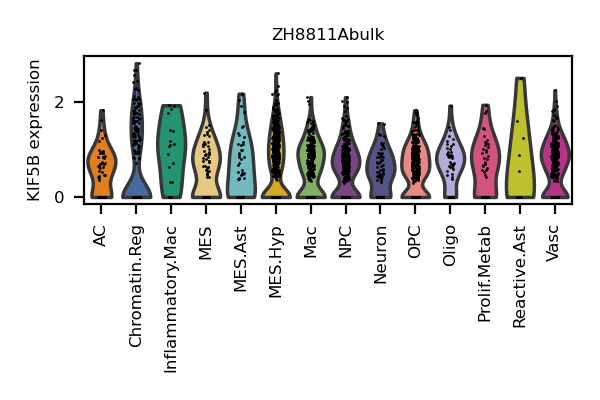 ZH8811Abulk
KIF5B expression
2
0
AC
Chromatin.Reg
Inflammatory.Mac
MES
MES.Ast
MES.Hyp
Mac
NPC
Neuron
OPC
Oligo
Prolif.Metab
Reactive.Ast
Vasc